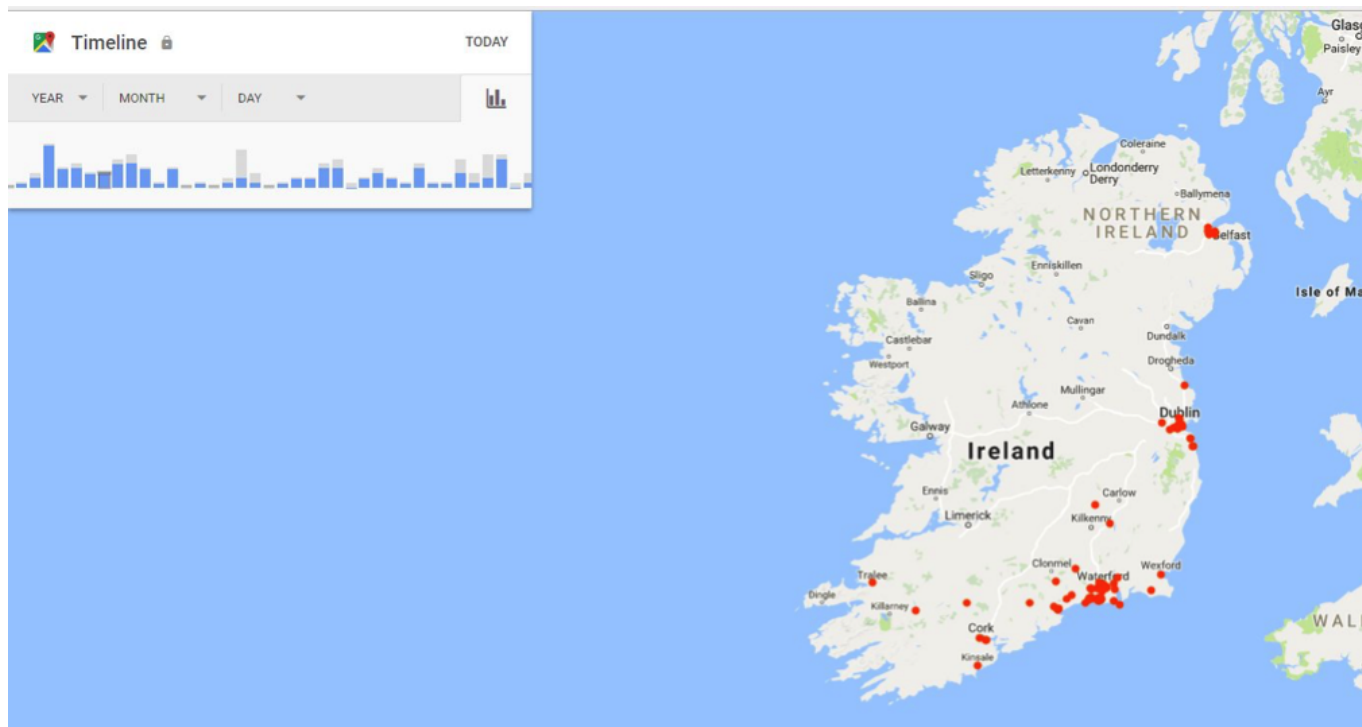 Timeline
TODAY
YEAR
MONTH
DAY
Glasg
Paisley
Ayr
Coleraine
Letterkenny
Londonderry
Derry
Ballymena
NORTHERN
IRELAND
Belfast
Enniskillen
Sligo
Isle of Ma
Ballina
Cavan
Dundalk
Castlebar
Westport
Drogheda
Mullingar
Athlone
Dublin
Galway
Ireland
Ennis
Carlow
Limerick
Kilkenny
Clonmel
Wexford
Tralee
Waterford
Dingle
Killarney
Cork
WAL
Kinsale